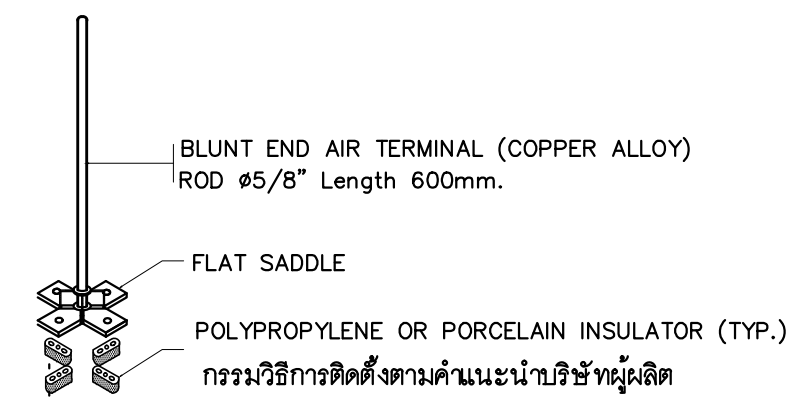 BLUNT END AIR TERMINAL (COPPER ALLOY)
ROD ø5/8" Length 600mm.
FLAT SADDLE
POLYPROPYLENE OR PORCELAIN INSULATOR (TYP.)
กรรมวิธีการติดตั้งตามคำแนะนำบริษัทผู้ผลิต